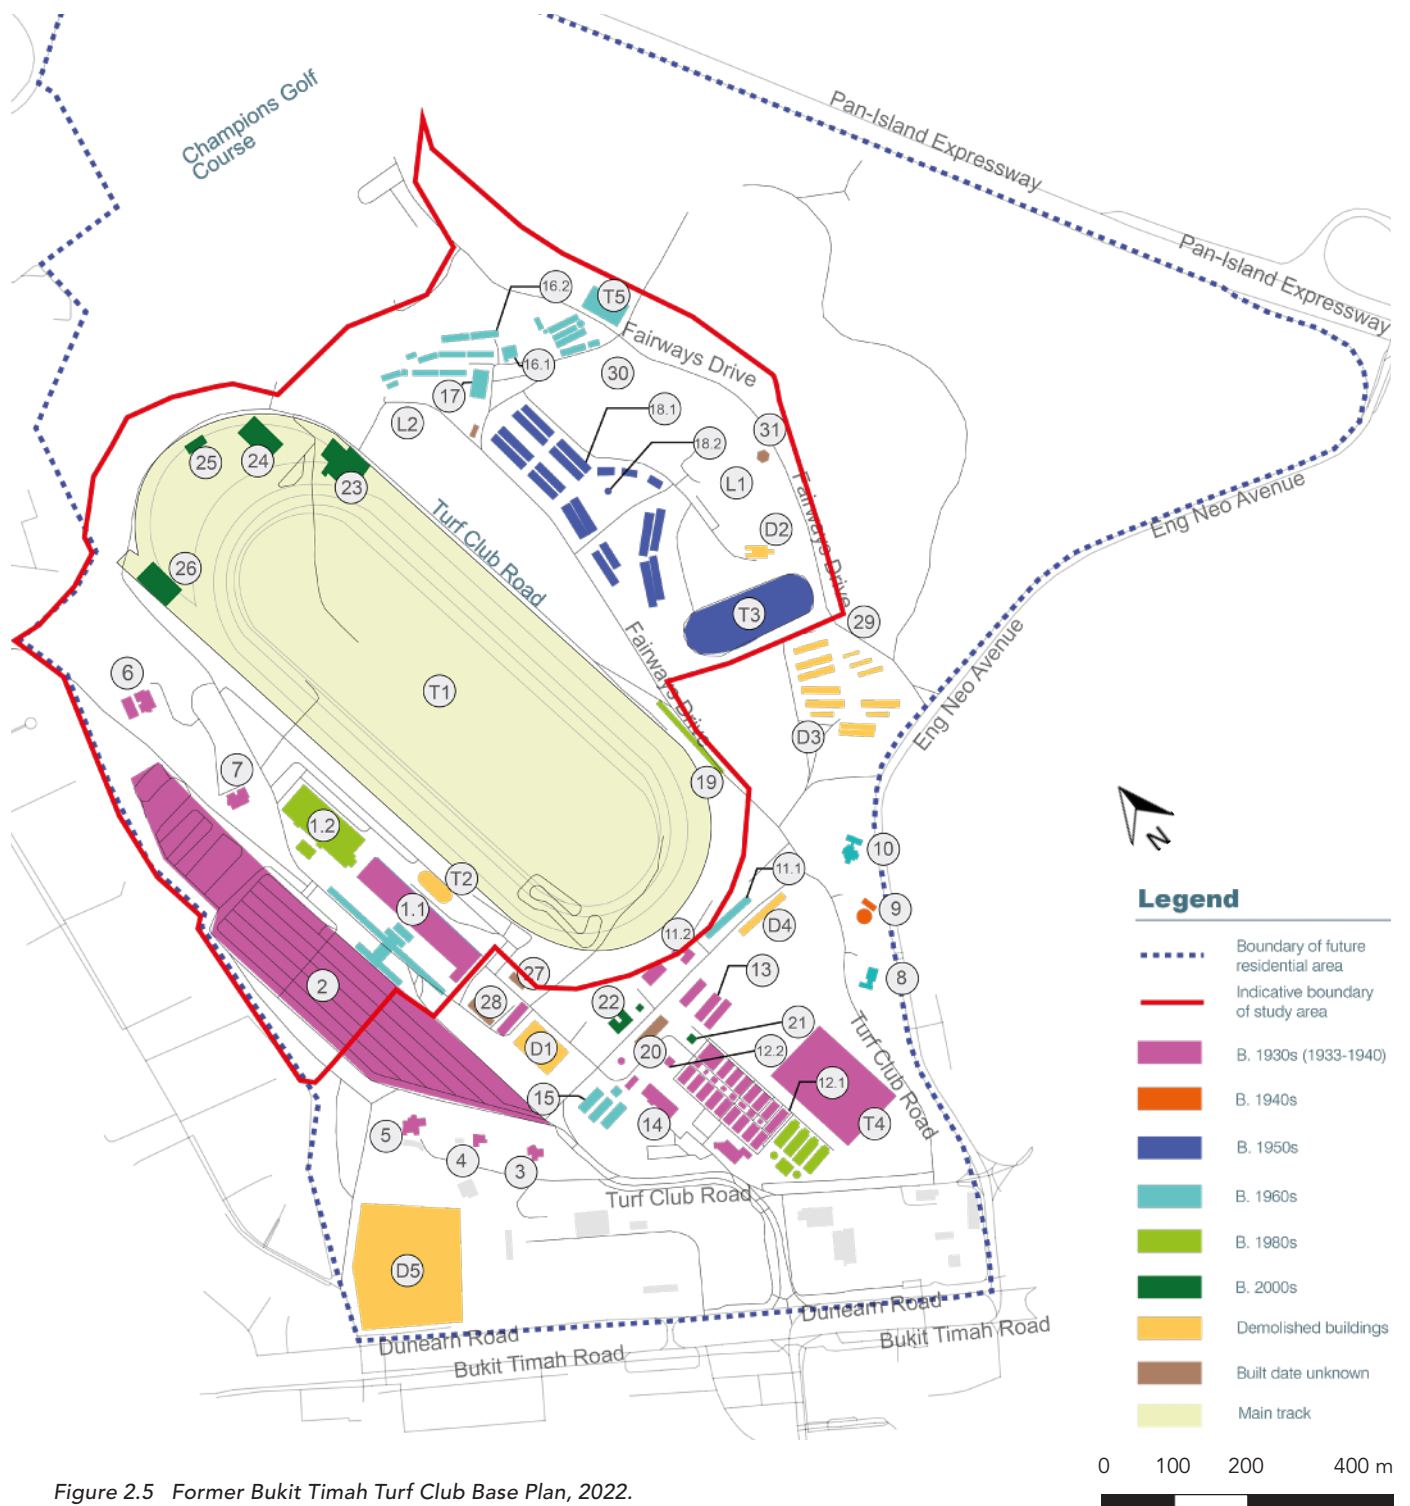 Champions Golf
Course
Pan-Island Expressway
Pan-Island Expressway
16.2
T5
Fairways Drive
16.1
30
17
18.1
L2
31
18.2
25
24
23
L1
Fairways Drive
Eng Neo Avenue
Turf Club Road
D2
26
T3
29
Fairways Drive
Eng Neo Avenue
6
T1
D3
7
19
1.2
10
11.1
T2
1.1
9
D4
11.2
13
27
8
2
28
22
Turf Club Road
21
D1
20
12.2
12.1
15
14
T4
5
4
3
Turf Club Road
D5
Dunearn Road
Dunearn Road
Bukit Timah Road
Bukit Timah Road
N
Legend
Boundary of future
residential area
Indicative boundary
of study area
B. 1930s (1933-1940)
B. 1940s
B. 1950s
B. 1960s
B. 1980s
B. 2000s
Demolished buildings
Built date unknown
Main track
0 100 200 400 m
Figure 2.5 Former Bukit Timah Turf Club Base Plan, 2022.